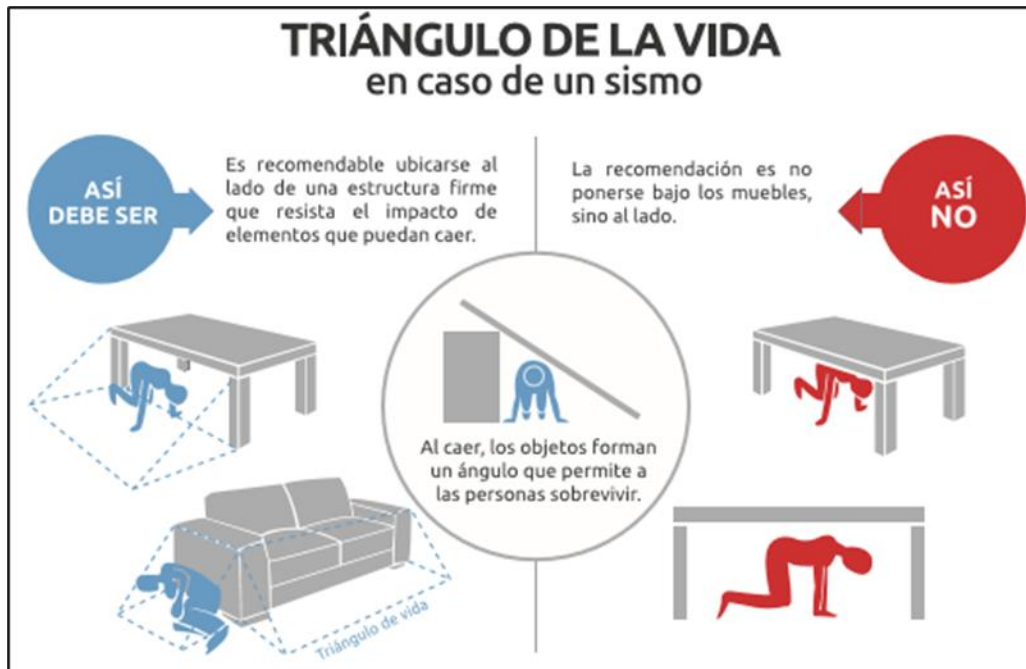 TRIÁNGULO DE LA VIDA
en caso de un sismo
ASÍ
DEBE SER
Es recomendable ubicarse al
lado de una estructura firme
que resista el impacto de
elementos que puedan caer.
La recomendación es no
ponerse bajo los muebles,
sino al lado.
ASÍ
NO
Al caer, los objetos forman
un ángulo que permite a
las personas sobrevivir.
Triángulo de vida